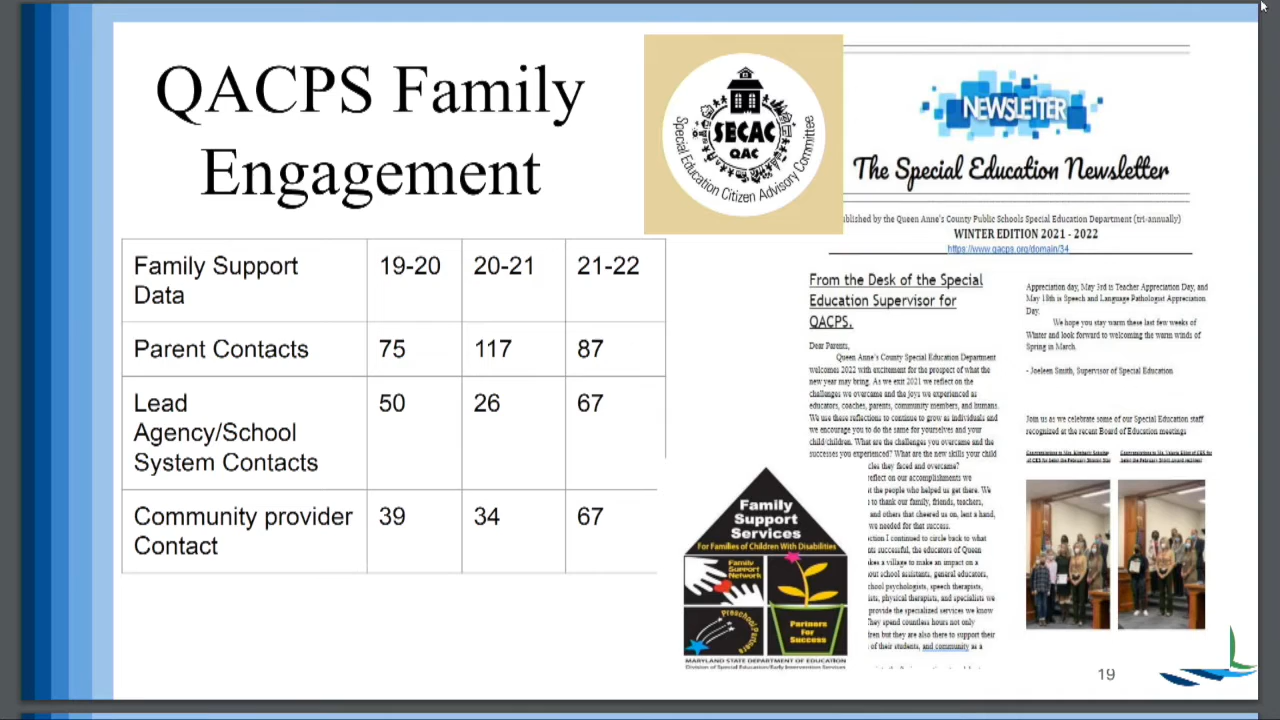 QACPS Family
Engagement
Family Support
Data
19-20
20-21
21-22
Parent Contacts
75
117
87
Lead
Agency/School
System Contacts
50
26
67
Community provider
Contact
39
34
67
SECAC
QAC
Special Education Citizen Advisory Committee
NEWSLETTER
The Special Education Newsletter
by the Queen Anne's County Public Schools Special Education Department (tri-annually)
WINTER EDITION 2021 - 2022
https://www.qacps.org/domain/34
From the Desk of the Special
Education Supervisor for
QACPS.
Dear Parents,
Queen Anne's County Special Education Department
welcomes 2022 with excitement for the prospect of what the
new year may bring. As we exit 2021 we reflect on the
challenges we overcame and the joys we experienced as
educators, coaches, parents, community members, and humans.
We use these reflections to continue to grow as individuals and
we encourage you to do the same for yourselves and your
child/children. What are the challenges you overcame and the
successes you experienced? What are the new skills your child
cles they faced and overcame?
eflect on our accomplishments we
t the people who helped us get there. We
to thank our family, friends, teachers,
and others that cheered us on, lent a hand,
we needed for that success.
ction I continued to circle back to what
nts successful, the educators of Queen
kes a village to make an impact on a
out school assistants, general educators,
hool psychologists, speech therapists,
ists, physical therapists, and specialists we
provide the specialized services we know
They spend countless hours not only
ren but they are also there to support their
of their students, and community as a
Appreciation day, May 3rd is Teacher Appreciation Day, and
May 18th is Speech and Language Pathologist Appreciation
Day.
We hope you stay warm these last few weeks of
Winter and look forward to welcoming the warm winds of
Spring in March.
- Joeleen Smith, Supervisor of Special Education
Join us as we celebrate some of our Special Education staff
recognized at the recent Board of Education meetings
Family
Support
Services
For Families of Children With Disabilities
Family
Support
Network
Preschool
Partners
Partners
For
Success
MARYLAND STATE DEPARTMENT OF EDUCATION
Division of Special Education/Early Intervention Services
19